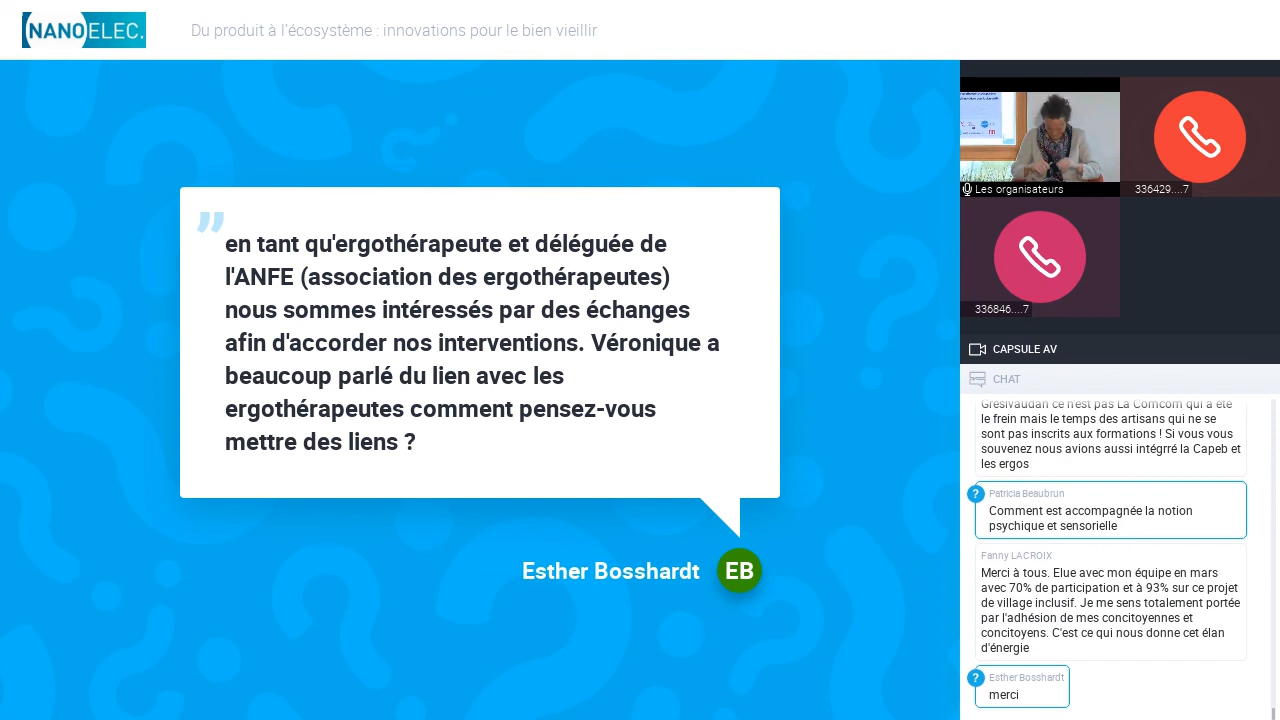 NANOELEC.
Du produit à l'écosystème : innovations pour le bien vieillir
en tant qu'ergothérapeute et déléguée de
l'ANFE (association des ergothérapeutes)
nous sommes intéressés par des échanges
afin d'accorder nos interventions. Véronique a
beaucoup parlé du lien avec les
ergothérapeutes comment pensez-vous
mettre des liens ?
Esther Bosshardt
EB
Les organisateurs
336429....7
336846....7
CAPSULE AV
CHAT
Grésivaudan ce n'est pas La Comcom qui a été
le frein mais le temps des artisans qui ne se
sont pas inscrits aux formations ! Si vous vous
souvenez nous avions aussi intégrré la Capeb et
les ergos
?
Patricia Beaubrun
Comment est accompagnée la notion
psychique et sensorielle
Fanny LACROIX
Merci à tous. Elue avec mon équipe en mars
avec 70% de participation et à 93% sur ce projet
de village inclusif. Je me sens totalement portée
par l'adhésion de mes concitoyennes et
concitoyens. C'est ce qui nous donne cet élan
d'énergie
?
Esther Bosshardt
merci